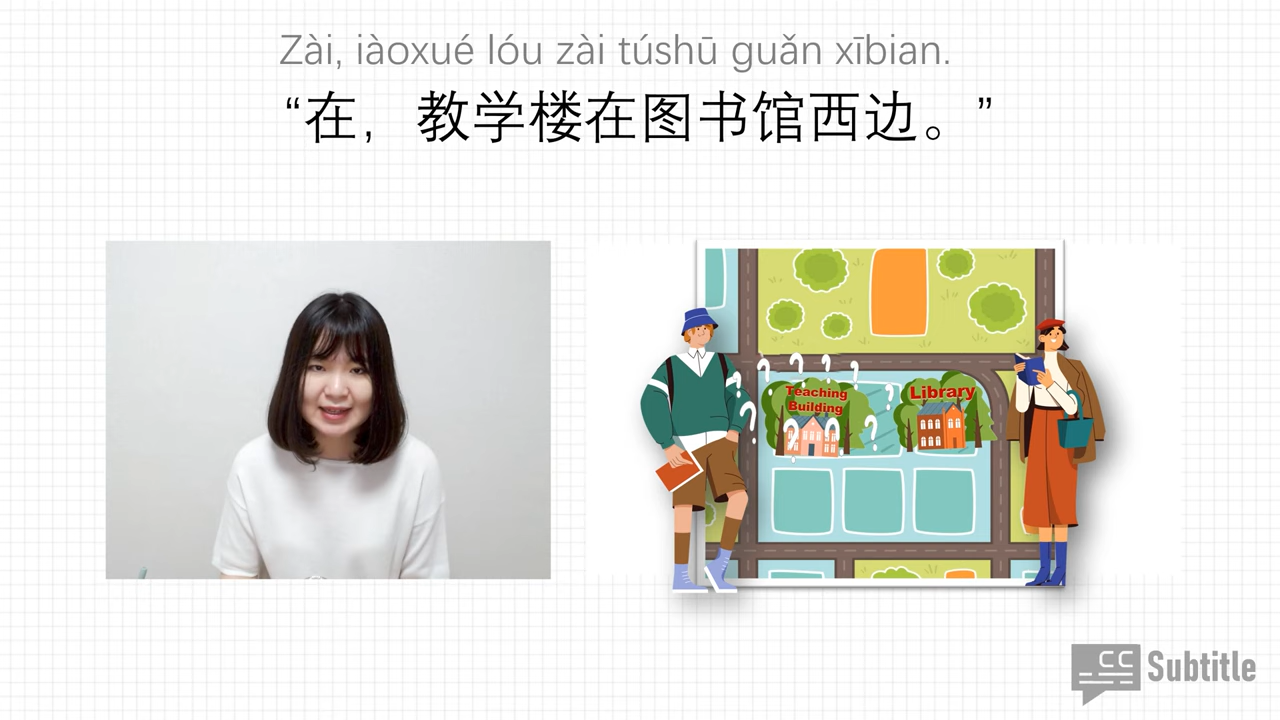 Zài, iàoxué lóu zài túshū guǎn xībian.
“在，教学楼在图书馆西边。”
Teaching
Building
Library
CC
Subtitle